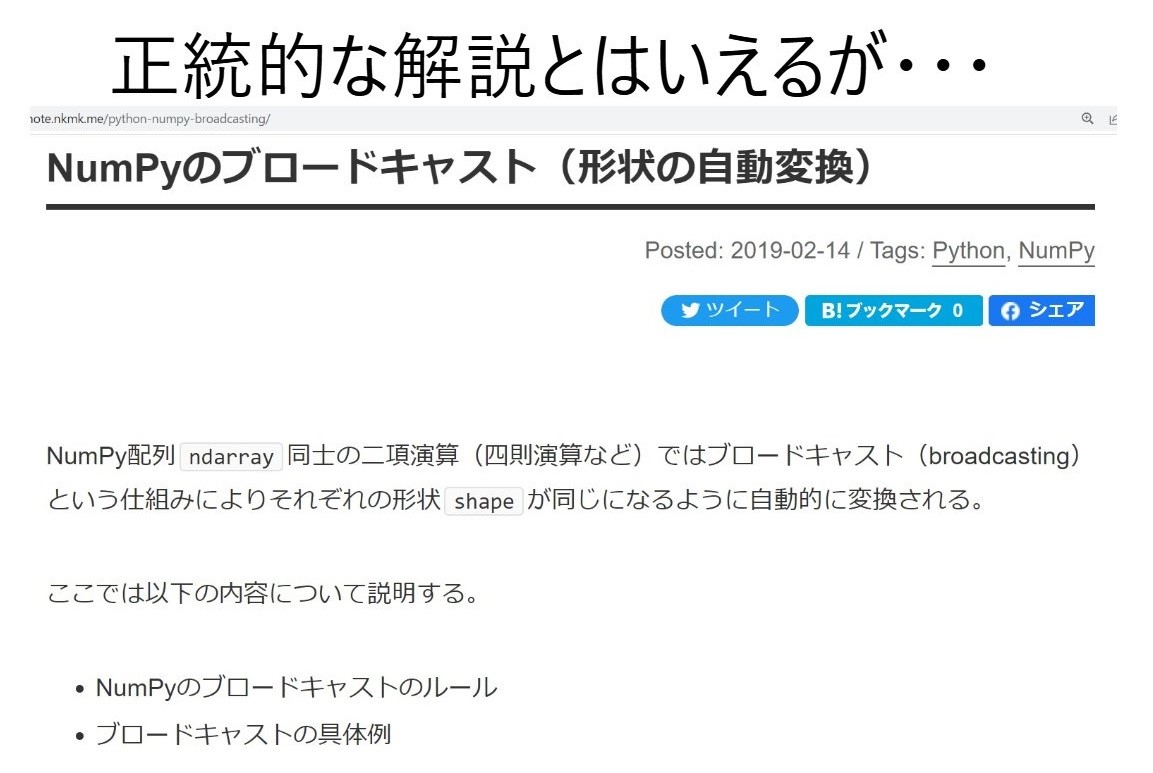 正統的な解説とはいえるが・・・
note.nkmk.me/python-numpy-broadcasting/
NumPyのブロードキャスト（形状の自動変換）
Posted: 2019-02-14 / Tags: Python, NumPy
ツイート B!ブックマーク 0 シェア
NumPy配列 ndarray 同士の二項演算（四則演算など）ではブロードキャスト（broadcasting）
という仕組みによりそれぞれの形状 shape が同じになるように自動的に変換される。
ここでは以下の内容について説明する。
• NumPyのブロードキャストのルール
• ブロードキャストの具体例